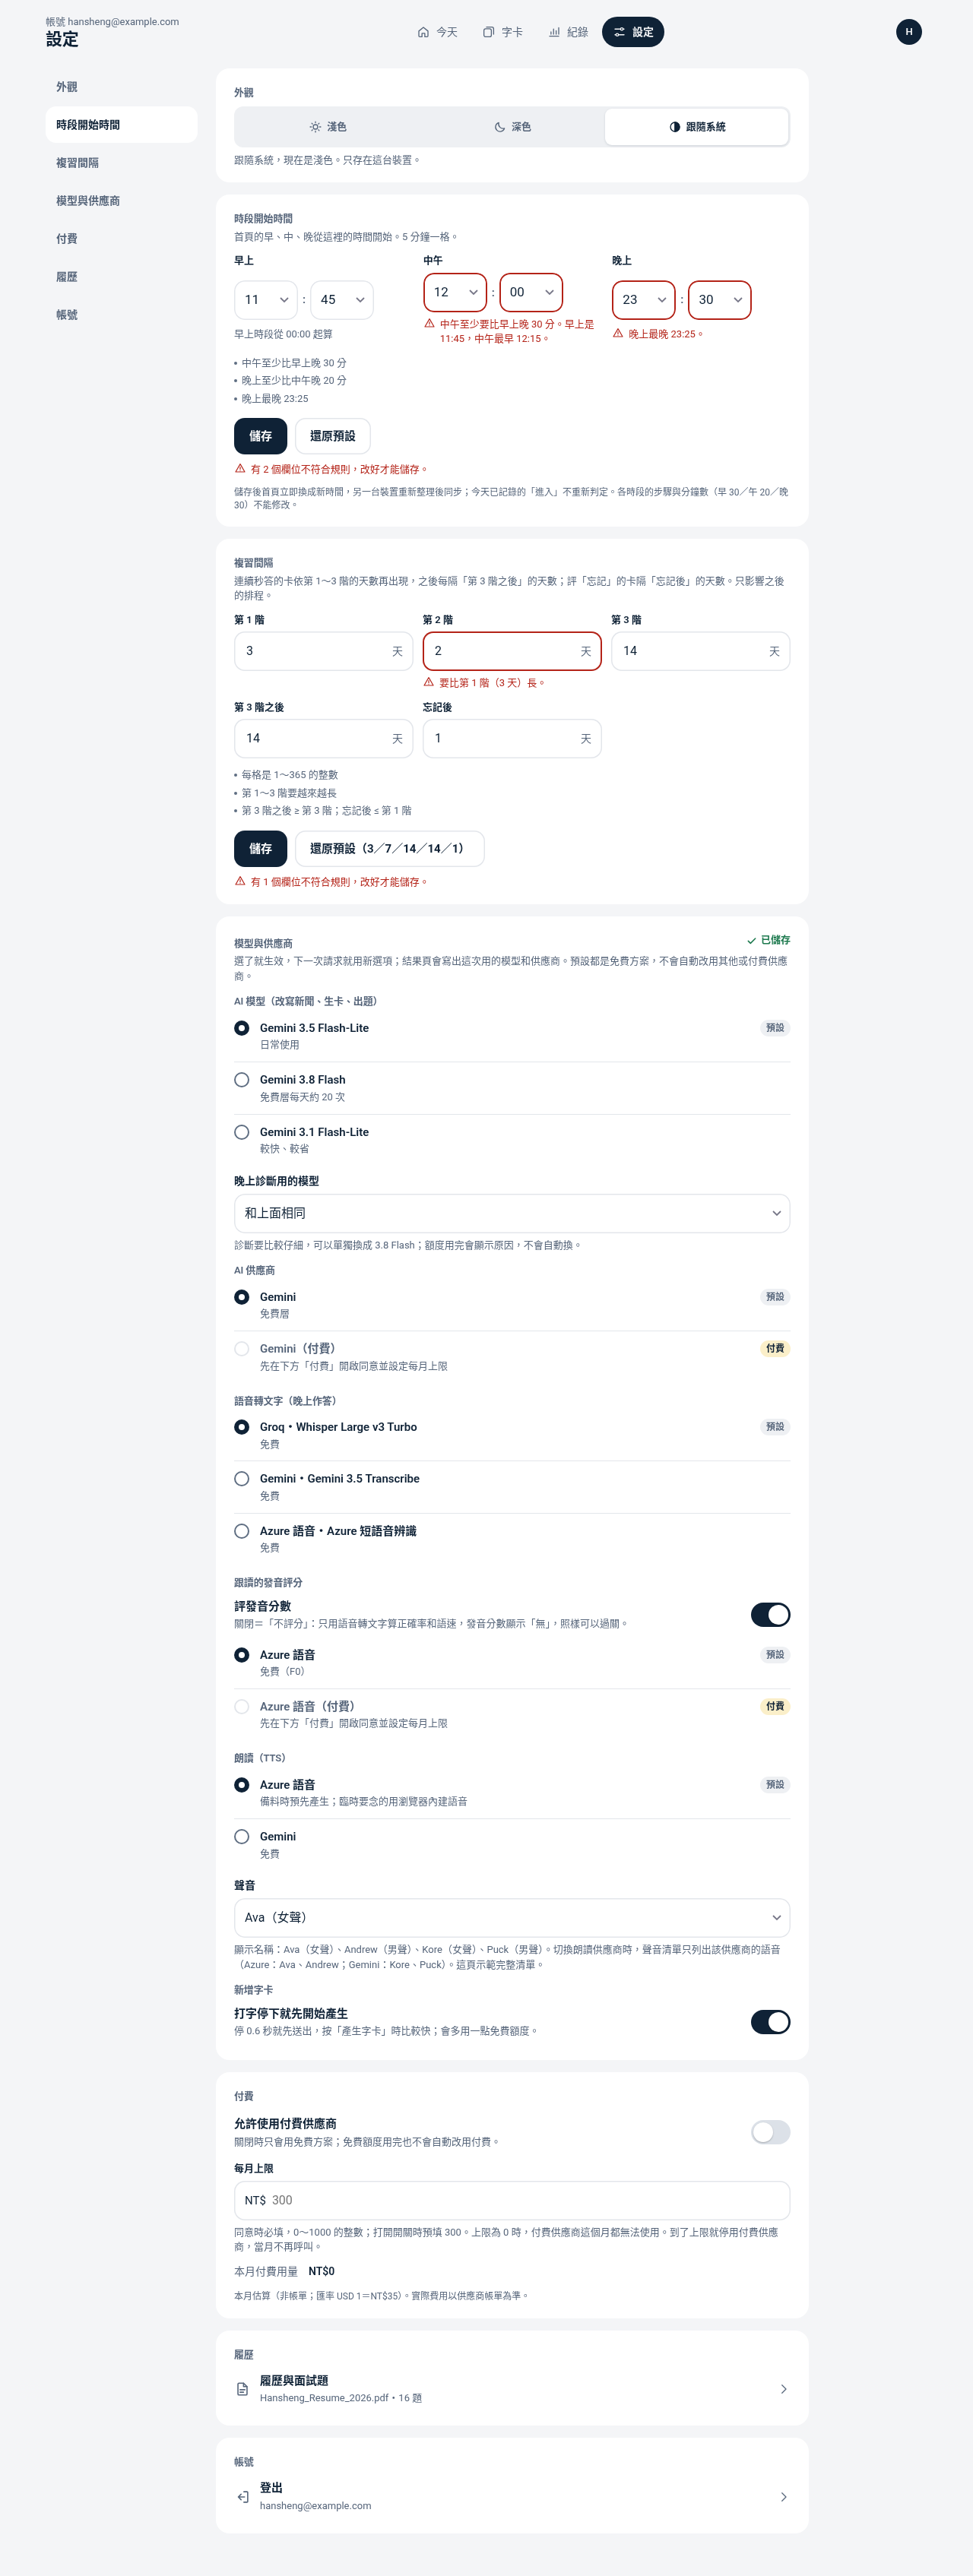 帳號 hansheng@example.com
設定
今天
字卡
紀錄
設定
H
外觀
時段開始時間
複習間隔
模型與供應商
付費
履歷
帳號
外觀
淺色
深色
跟隨系統
跟隨系統，現在是淺色。只存在這台裝置。
時段開始時間
首頁的早、中、晚從這裡的時間開始。5 分鐘一格。
早上
中午
晚上
11 : 45
12 : 00
23 : 30
早上時段從 00:00 起算
中午至少要比早上晚 30 分。早上是
11:45，中午最早 12:15。
晚上最晚 23:25。
• 中午至少比早上晚 30 分
• 晚上至少比中午晚 20 分
• 晚上最晚 23:25
儲存
還原預設
有 2 個欄位不符合規則，改好才能儲存。
儲存後首頁立即換成新時間，另一台裝置重新整理後同步；今天已記錄的「進入」不重新判定。各時段的步驟與分鐘數（早 30／午 20／晚
30）不能修改。
複習間隔
連續秒答的卡依第 1～3 階的天數再出現，之後每隔「第 3 階之後」的天數；評「忘記」的卡隔「忘記後」的天數。只影響之後
的排程。
第 1 階
第 2 階
第 3 階
3 天
2 天
14 天
要比第 1 階（3 天）長。
第 3 階之後
忘記後
14 天
1 天
• 每格是 1～365 的整數
• 第 1～3 階要越來越長
• 第 3 階之後 ≥ 第 3 階；忘記後 ≤ 第 1 階
儲存
還原預設（3／7／14／14／1）
有 1 個欄位不符合規則，改好才能儲存。
模型與供應商
已儲存
選了就生效，下一次請求就用新選項；結果頁會寫出這次用的模型和供應商。預設都是免費方案，不會自動改用其他或付費供應
商。
AI 模型（改寫新聞、生卡、出題）
Gemini 3.5 Flash-Lite
預設
日常使用
Gemini 3.8 Flash
免費層每天約 20 次
Gemini 3.1 Flash-Lite
較快、較省
晚上診斷用的模型
和上面相同
診斷要比較仔細，可以單獨換成 3.8 Flash；額度用完會顯示原因，不會自動換。
AI 供應商
Gemini
預設
免費層
Gemini（付費）
付費
先在下方「付費」開啟同意並設定每月上限
語音轉文字（晚上作答）
Groq・Whisper Large v3 Turbo
預設
免費
Gemini・Gemini 3.5 Transcribe
免費
Azure 語音・Azure 短語音辨識
免費
跟讀的發音評分
評發音分數
關閉＝「不評分」：只用語音轉文字算正確率和語速，發音分數顯示「無」，照樣可以過關。
Azure 語音
預設
免費（F0）
Azure 語音（付費）
付費
先在下方「付費」開啟同意並設定每月上限
朗讀（TTS）
Azure 語音
預設
備料時預先產生；臨時要念的用瀏覽器內建語音
Gemini
免費
聲音
Ava（女聲）
顯示名稱：Ava（女聲）、Andrew（男聲）、Kore（女聲）、Puck（男聲）。切換朗讀供應商時，聲音清單只列出該供應商的語音
（Azure：Ava、Andrew；Gemini：Kore、Puck）。這頁示範完整清單。
新增字卡
打字停下就先開始產生
停 0.6 秒就先送出，按「產生字卡」時比較快；會多用一點免費額度。
付費
允許使用付費供應商
關閉時只會用免費方案；免費額度用完也不會自動改用付費。
每月上限
NT$ 300
同意時必填，0～1000 的整數；打開開關時預填 300。上限為 0 時，付費供應商這個月都無法使用。到了上限就停用付費供應
商，當月不再呼叫。
本月付費用量 NT$0
本月估算（非帳單；匯率 USD 1＝NT$35）。實際費用以供應商帳單為準。
履歷
履歷與面試題
Hansheng_Resume_2026.pdf・16 題
帳號
登出
hansheng@example.com